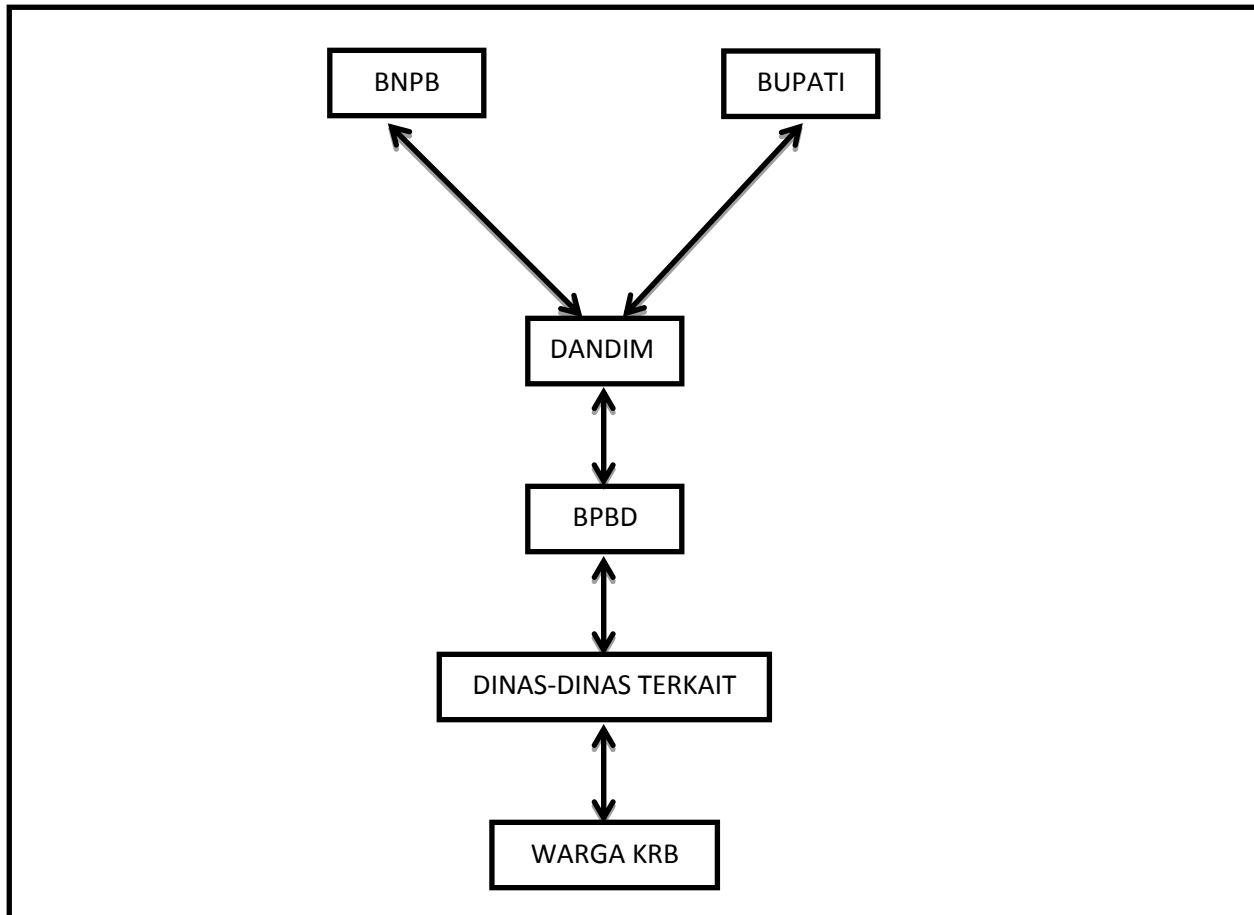 BNPB
BUPATI
DANDIM
BPBD
DINAS-DINAS TERKAIT
WARGA KRB